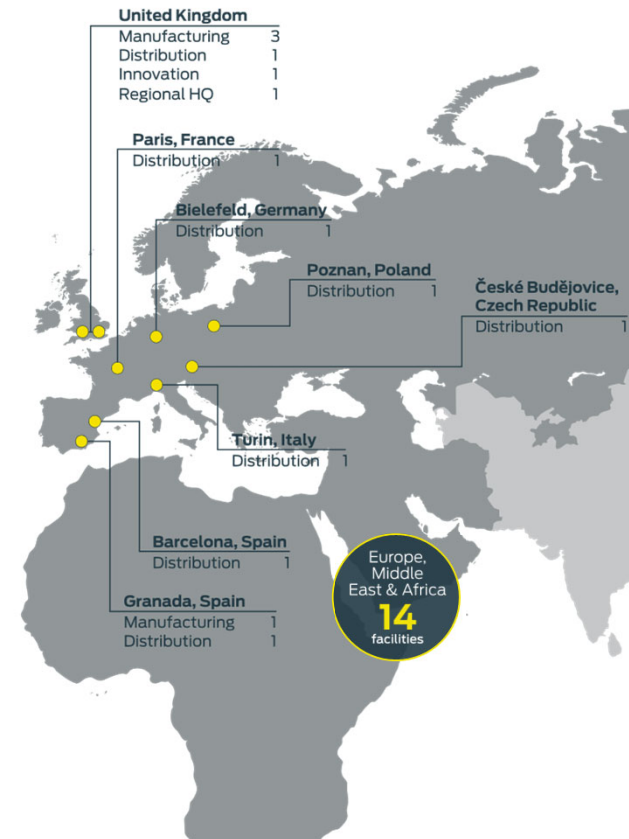 United Kingdom
Manufacturing 3
Distribution 1
Innovation 1
Regional HQ 1
Paris, France
Distribution 1
Bielefeld, Germany
Distribution 1
Poznan, Poland
Distribution 1
České Budějovice,
Czech Republic
Distribution 1
Turin, Italy
Distribution 1
Barcelona, Spain
Distribution 1
Granada, Spain
Manufacturing 1
Distribution 1
Europe,
Middle
East & Africa
14
facilities